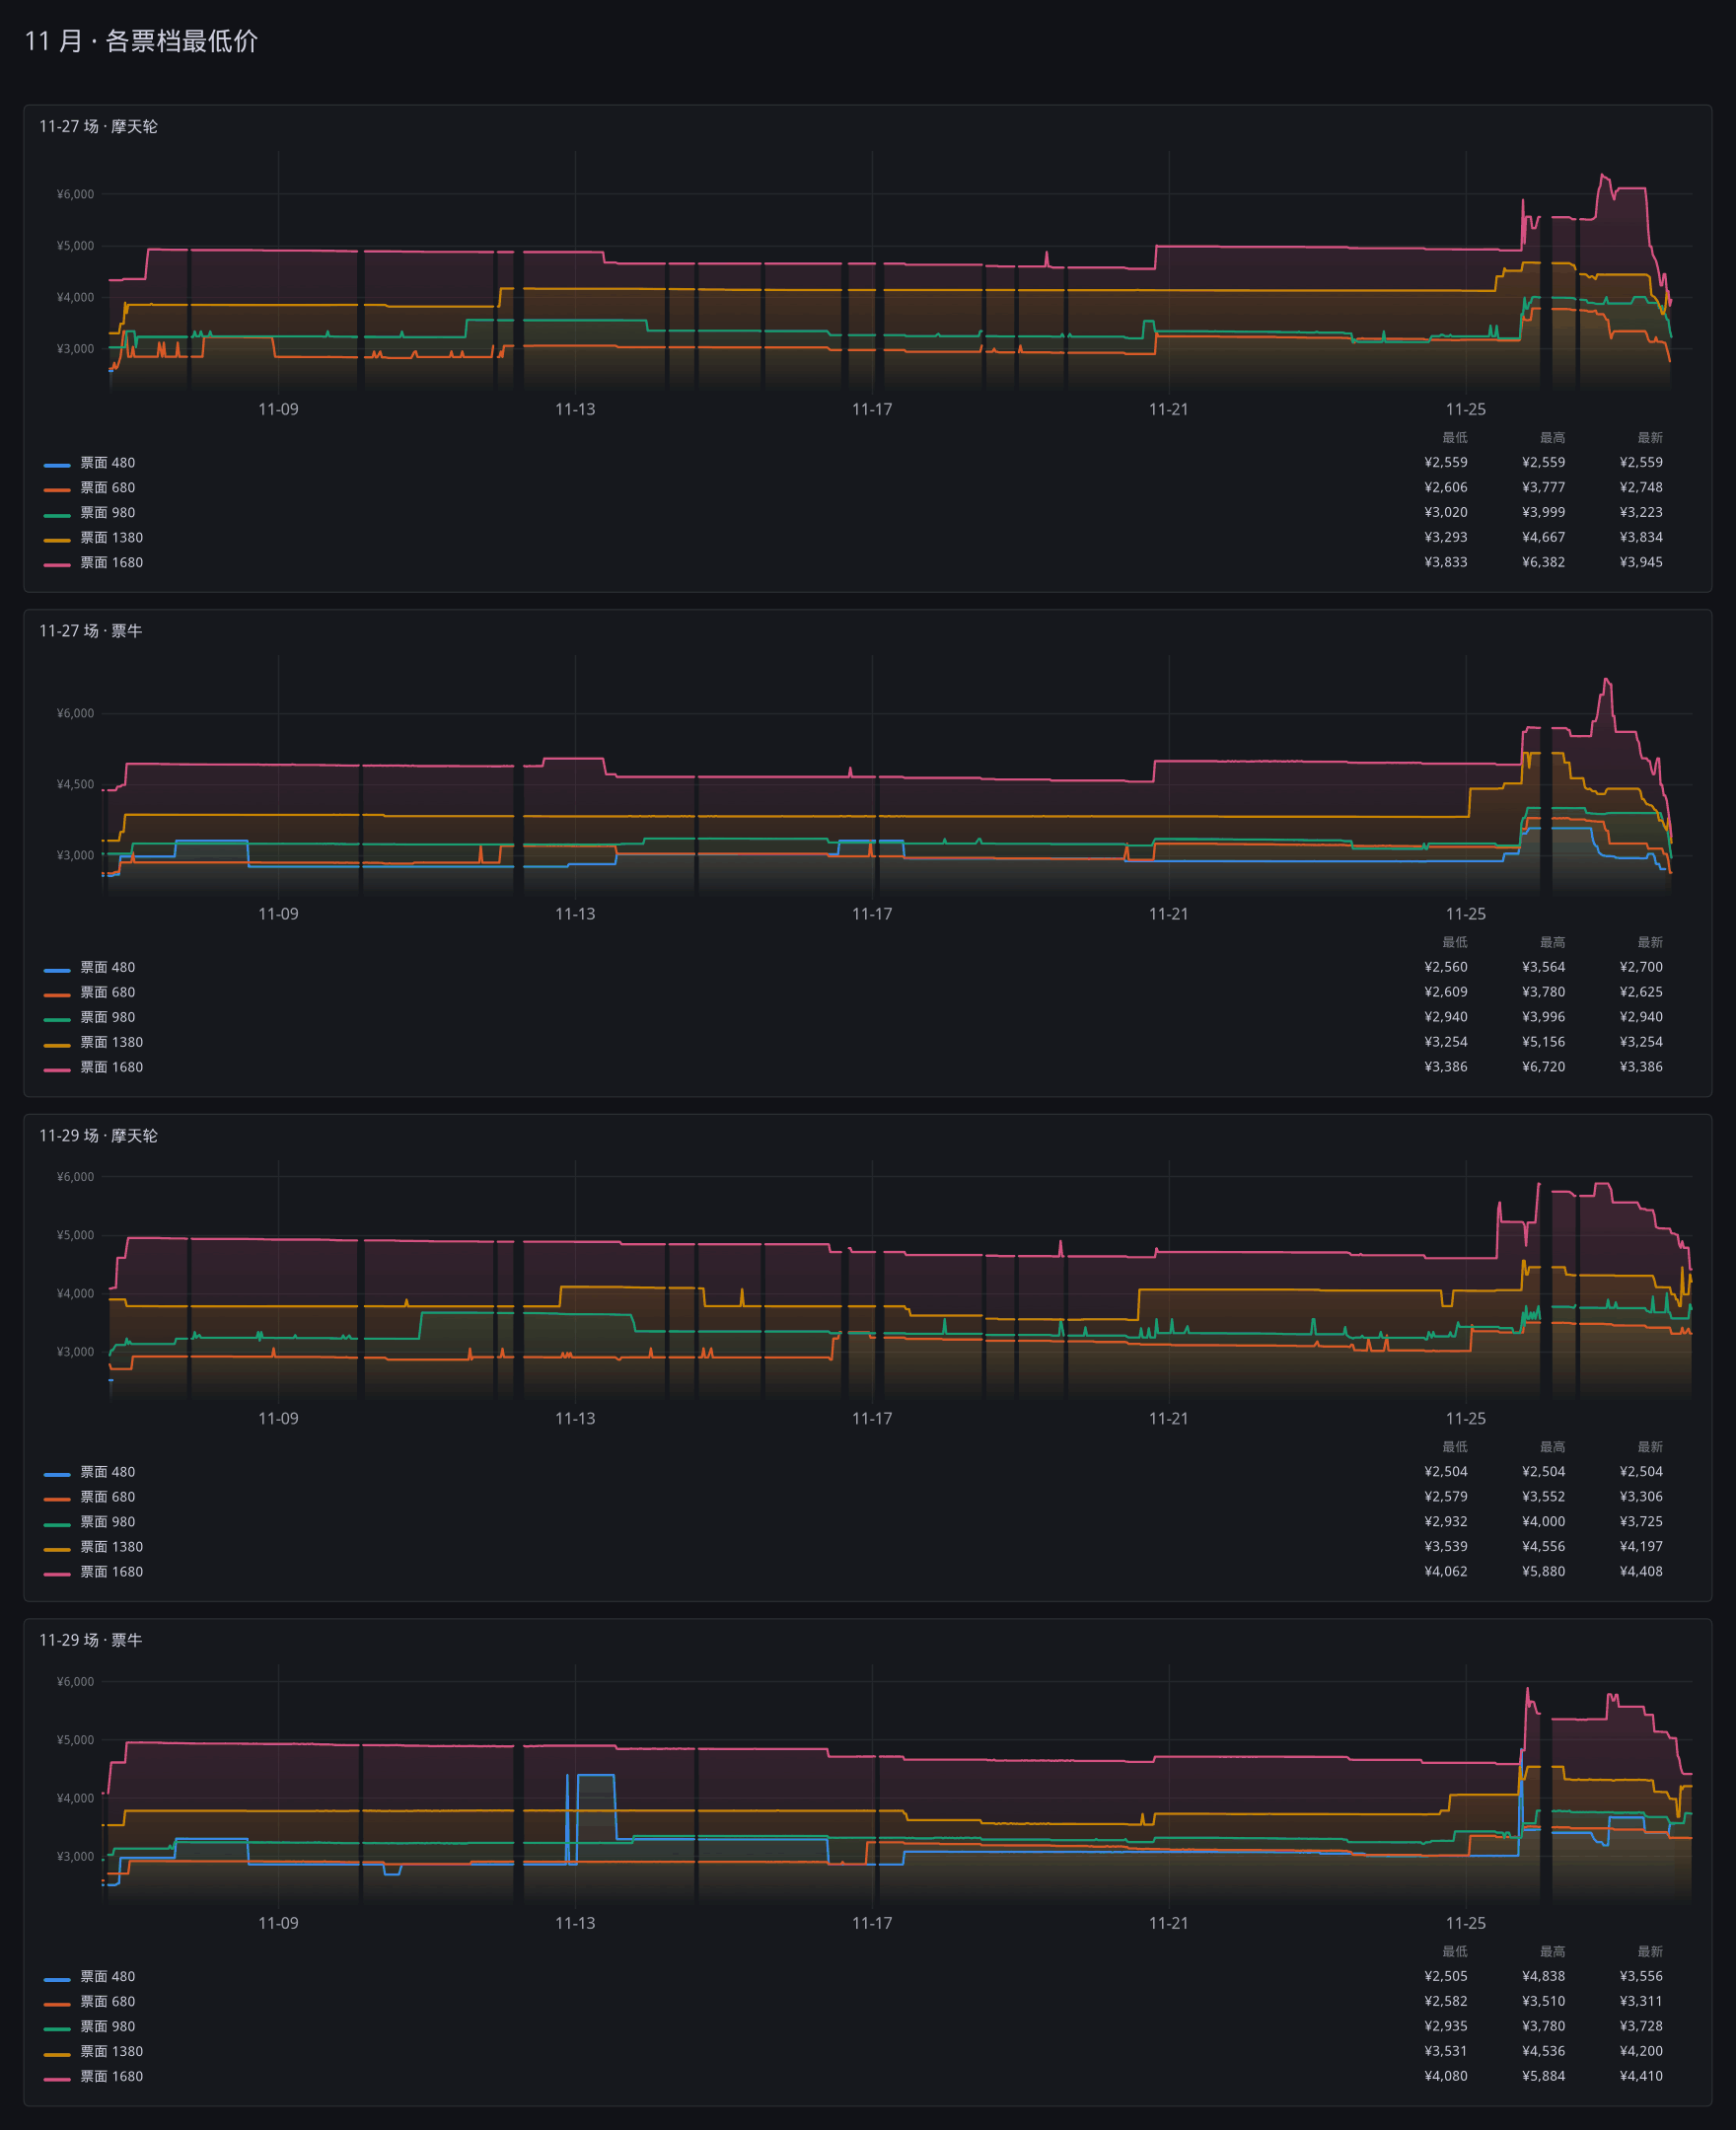 11 月 · 各票档最低价
11-27 场 · 摩天轮
¥6,000
¥5,000
¥4,000
¥3,000
11-09 11-13 11-17 11-21 11-25
最低 最高 最新
票面 480 ¥2,559 ¥2,559 ¥2,559
票面 680 ¥2,606 ¥3,777 ¥2,748
票面 980 ¥3,020 ¥3,999 ¥3,223
票面 1380 ¥3,293 ¥4,667 ¥3,834
票面 1680 ¥3,833 ¥6,382 ¥3,945
11-27 场 · 票牛
¥6,000
¥4,500
¥3,000
11-09 11-13 11-17 11-21 11-25
最低 最高 最新
票面 480 ¥2,560 ¥3,564 ¥2,700
票面 680 ¥2,609 ¥3,780 ¥2,625
票面 980 ¥2,940 ¥3,996 ¥2,940
票面 1380 ¥3,254 ¥5,156 ¥3,254
票面 1680 ¥3,386 ¥6,720 ¥3,386
11-29 场 · 摩天轮
¥6,000
¥5,000
¥4,000
¥3,000
11-09 11-13 11-17 11-21 11-25
最低 最高 最新
票面 480 ¥2,504 ¥2,504 ¥2,504
票面 680 ¥2,579 ¥3,552 ¥3,306
票面 980 ¥2,932 ¥4,000 ¥3,725
票面 1380 ¥3,539 ¥4,556 ¥4,197
票面 1680 ¥4,062 ¥5,880 ¥4,408
11-29 场 · 票牛
¥6,000
¥5,000
¥4,000
¥3,000
11-09 11-13 11-17 11-21 11-25
最低 最高 最新
票面 480 ¥2,505 ¥4,838 ¥3,556
票面 680 ¥2,582 ¥3,510 ¥3,311
票面 980 ¥2,935 ¥3,780 ¥3,728
票面 1380 ¥3,531 ¥4,536 ¥4,200
票面 1680 ¥4,080 ¥5,884 ¥4,410